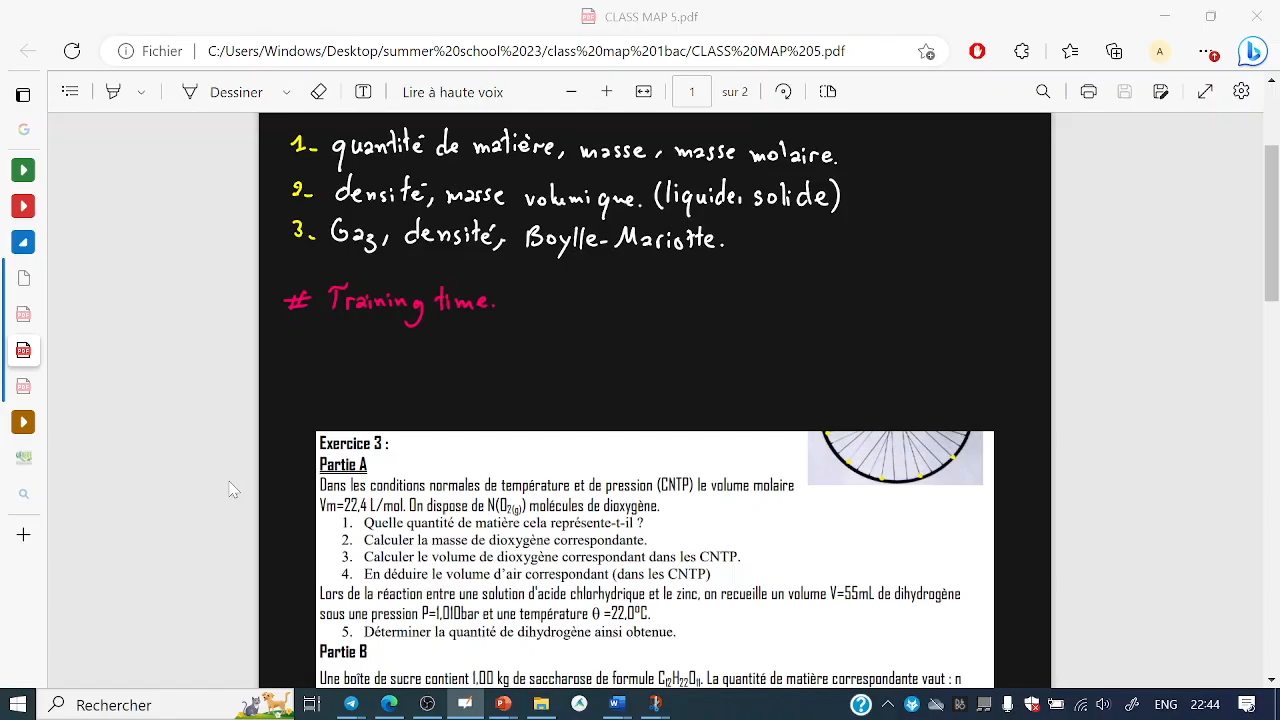 CLASS MAP 5.pdf
Fichier C:/Users/Windows/Desktop/summer%20school%202023/class%20map%201bac/CLASS%20MAP%205.pdf
Dessiner Lire à haute voix 1 sur 2
1- quantité de matière, masse, masse molaire.
2- densité, masse volumique. (liquide, solide)
3- Gaz, densité, Boylle-Mariotte.
# Training time.
Exercice 3 :
Partie A
Dans les conditions normales de température et de pression (CNTP) le volume molaire
Vm=22,4 L/mol. On dispose de N(O2(g)) molécules de dioxygène.
1. Quelle quantité de matière cela représente-t-il ?
2. Calculer la masse de dioxygène correspondante.
3. Calculer le volume de dioxygène correspondant dans les CNTP.
4. En déduire le volume d’air correspondant (dans les CNTP)
Lors de la réaction entre une solution d'acide chlorhydrique et le zinc, on recueille un volume V=55mL de dihydrogène
sous une pression P=1,010bar et une température θ =22,0°C.
5. Déterminer la quantité de dihydrogène ainsi obtenue.
Partie B
Une boîte de sucre contient 1,00 kg de saccharose de formule C12H22O11. La quantité de matière correspondante vaut : n
Rechercher 22:44